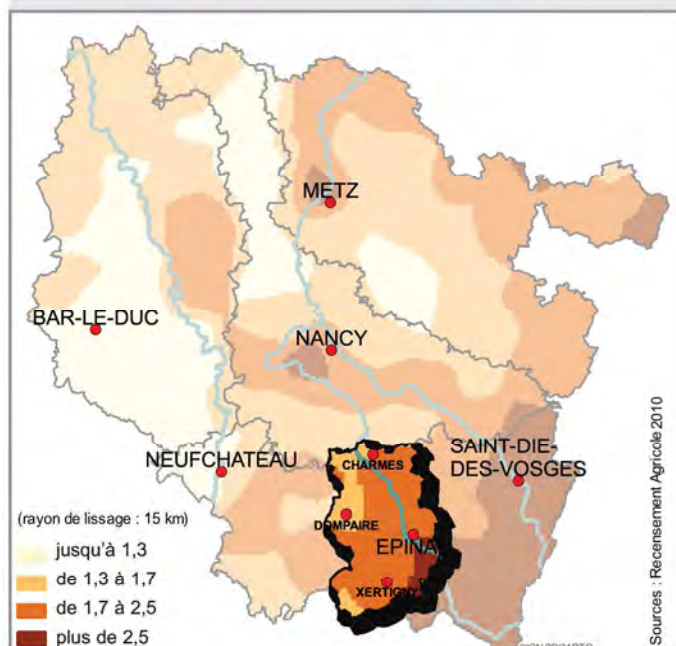 METZ
BAR-LE-DUC
NANCY
NEUFCHATEAU
CHARMES
SAINT-DIE-
DES-VOSGES
DOMPAIRE
EPINA
XERTIGNY
(rayon de lissage : 15 km)
jusqu'à 1,3
de 1,3 à 1,7
de 1,7 à 2,5
plus de 2,5
Sources : Recensement Agricole 2010